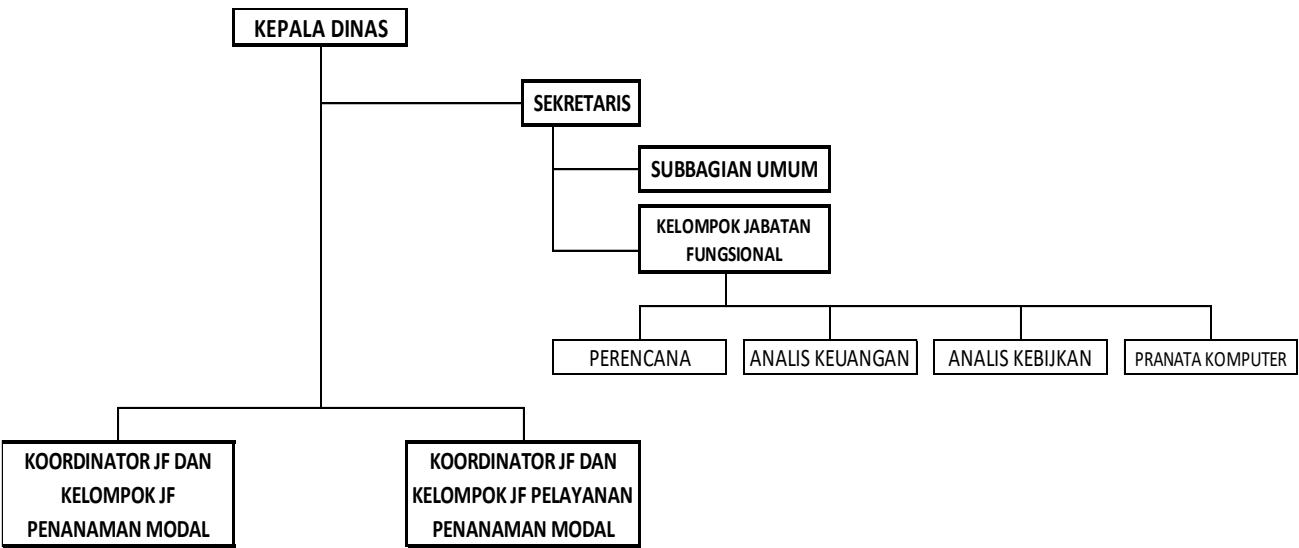 KEPALA DINAS
SEKRETARIS
SUBBAGIAN UMUM
KELOMPOK JABATAN
FUNGSIONAL
PERENCANA
ANALIS KEUANGAN
ANALIS KEBIJKAN
PRANATA KOMPUTER
KOORDINATOR JF DAN
KELOMPOK JF
PENANAMAN MODAL
KOORDINATOR JF DAN
KELOMPOK JF PELAYANAN
PENANAMAN MODAL